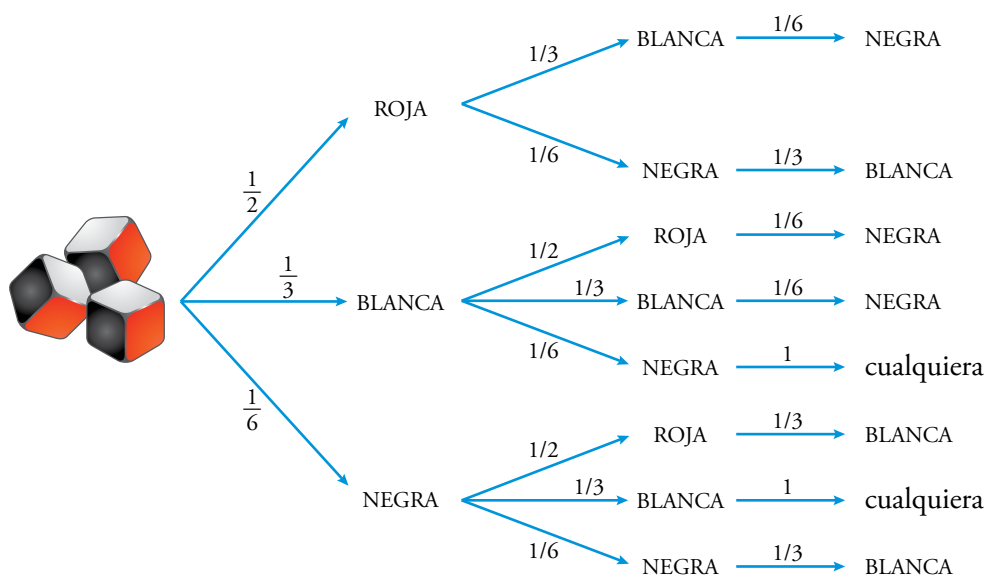 1/6
BLANCA NEGRA
1/3
ROJA
1/6 1/3
NEGRA BLANCA
1/2
1/2 1/6
ROJA NEGRA
1/3 1/3 1/6
BLANCA BLANCA NEGRA
1/6 1
NEGRA cualquiera
1/6
1/2 1/3
ROJA BLANCA
1/3 1
NEGRA BLANCA cualquiera
1/6 1/3
NEGRA BLANCA